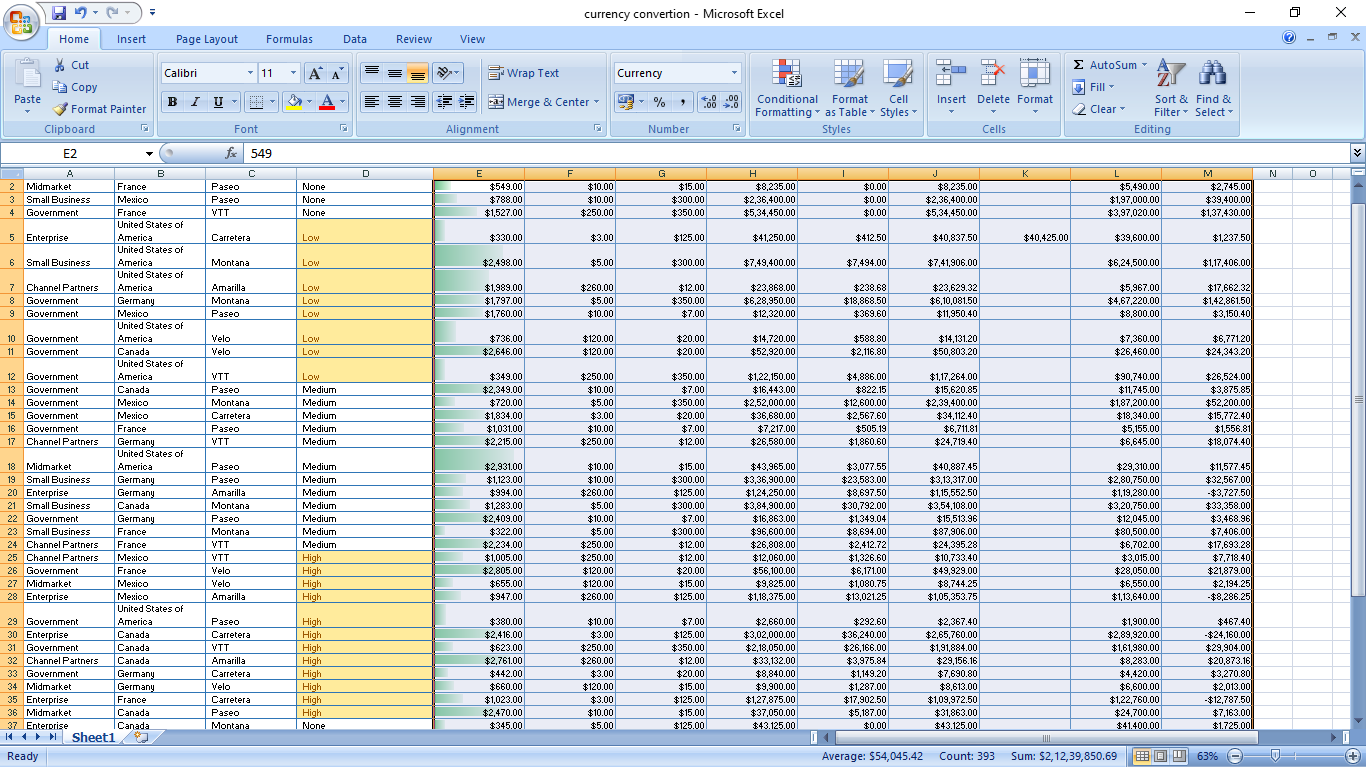 currency convertion - Microsoft Excel
Home Insert Page Layout Formulas Data Review View
Paste Cut Copy Format Painter Clipboard
Calibri 11 A A B I U A Font
Wrap Text Merge & Center Alignment
Currency % , Number
Conditional Formatting Format as Table Cell Styles Styles
Insert Delete Format Cells
Σ AutoSum Fill Clear Sort & Filter Find & Select Editing
E2 fx 549
A B C D E F G H I J K L M N O
2 Midmarket France Paseo None $549.00 $10.00 $15.00 $8,235.00 $0.00 $8,235.00 $5,490.00 $2,745.00
3 Small Business Mexico Paseo None $788.00 $10.00 $300.00 $2,36,400.00 $0.00 $2,36,400.00 $1,97,000.00 $39,400.00
4 Government France VTT None $1,527.00 $250.00 $350.00 $5,34,450.00 $0.00 $5,34,450.00 $3,97,020.00 $1,37,430.00
5 Enterprise United States of America Carretera Low $330.00 $3.00 $125.00 $41,250.00 $412.50 $40,837.50 $40,425.00 $39,600.00 $1,237.50
6 Small Business United States of America Montana Low $2,498.00 $5.00 $300.00 $7,49,400.00 $7,494.00 $7,41,906.00 $6,24,500.00 $1,17,406.00
7 Channel Partners United States of America Amarilla Low $1,989.00 $260.00 $12.00 $23,868.00 $238.68 $23,629.32 $5,967.00 $17,662.32
8 Government Germany Montana Low $1,797.00 $5.00 $350.00 $6,28,950.00 $18,868.50 $6,10,081.50 $4,67,220.00 $1,42,861.50
9 Government Mexico Paseo Low $1,760.00 $10.00 $7.00 $12,320.00 $369.60 $11,950.40 $8,800.00 $3,150.40
10 Government United States of America Velo Low $736.00 $120.00 $20.00 $14,720.00 $588.80 $14,131.20 $7,360.00 $6,771.20
11 Government Canada Velo Low $2,646.00 $120.00 $20.00 $52,920.00 $2,116.80 $50,803.20 $26,460.00 $24,343.20
12 Government United States of America VTT Low $349.00 $250.00 $350.00 $1,22,150.00 $4,886.00 $1,17,264.00 $90,740.00 $26,524.00
13 Government Canada Paseo Medium $2,349.00 $10.00 $7.00 $16,443.00 $822.15 $15,620.85 $11,745.00 $3,875.85
14 Government Mexico Montana Medium $720.00 $5.00 $350.00 $2,52,000.00 $12,600.00 $2,39,400.00 $1,87,200.00 $52,200.00
15 Government Mexico Carretera Medium $1,834.00 $3.00 $20.00 $36,680.00 $2,567.60 $34,112.40 $18,340.00 $15,772.40
16 Government France Paseo Medium $1,031.00 $10.00 $7.00 $7,217.00 $505.19 $6,711.81 $5,155.00 $1,556.81
17 Channel Partners Germany VTT Medium $2,215.00 $250.00 $12.00 $26,580.00 $1,860.60 $24,719.40 $6,645.00 $18,074.40
18 Midmarket United States of America Paseo Medium $2,931.00 $10.00 $15.00 $43,965.00 $3,077.55 $40,887.45 $29,310.00 $11,577.45
19 Small Business Germany Paseo Medium $1,123.00 $10.00 $300.00 $3,36,900.00 $23,583.00 $3,13,317.00 $2,80,750.00 $32,567.00
20 Enterprise Germany Amarilla Medium $994.00 $260.00 $125.00 $1,24,250.00 $8,697.50 $1,15,552.50 $1,19,280.00 -$3,727.50
21 Small Business Canada Montana Medium $1,283.00 $5.00 $300.00 $3,84,900.00 $30,792.00 $3,54,108.00 $3,20,750.00 $33,358.00
22 Government Germany Paseo Medium $2,409.00 $10.00 $7.00 $16,863.00 $1,349.04 $15,513.96 $12,045.00 $3,468.96
23 Small Business France Montana Medium $322.00 $5.00 $300.00 $96,600.00 $8,694.00 $87,906.00 $80,500.00 $7,406.00
24 Channel Partners France VTT Medium $2,234.00 $250.00 $12.00 $26,808.00 $2,412.72 $24,395.28 $6,702.00 $17,693.28
25 Channel Partners Mexico VTT High $1,005.00 $250.00 $12.00 $12,060.00 $1,326.60 $10,733.40 $3,015.00 $7,718.40
26 Government France Velo High $2,805.00 $120.00 $20.00 $56,100.00 $6,171.00 $49,929.00 $28,050.00 $21,879.00
27 Midmarket Mexico Velo High $655.00 $120.00 $15.00 $9,825.00 $1,080.75 $8,744.25 $6,550.00 $2,194.25
28 Enterprise Mexico Amarilla High $947.00 $260.00 $125.00 $1,18,375.00 $13,021.25 $1,05,353.75 $1,13,640.00 -$8,286.25
29 Government United States of America Paseo High $380.00 $10.00 $7.00 $2,660.00 $292.60 $2,367.40 $1,900.00 $467.40
30 Enterprise Canada Carretera High $2,416.00 $3.00 $125.00 $3,02,000.00 $36,240.00 $2,65,760.00 $2,89,920.00 -$24,160.00
31 Government Canada VTT High $623.00 $250.00 $350.00 $2,18,050.00 $26,166.00 $1,91,884.00 $1,61,980.00 $29,904.00
32 Channel Partners Canada Amarilla High $2,761.00 $260.00 $12.00 $33,132.00 $3,975.84 $29,156.16 $8,283.00 $20,873.16
33 Government Germany Carretera High $442.00 $3.00 $20.00 $8,840.00 $1,149.20 $7,690.80 $4,420.00 $3,270.80
34 Midmarket Germany Velo High $660.00 $120.00 $15.00 $9,900.00 $1,287.00 $8,613.00 $6,600.00 $2,013.00
35 Enterprise France Carretera High $1,023.00 $3.00 $125.00 $1,27,875.00 $17,902.50 $1,09,972.50 $1,22,760.00 -$12,787.50
36 Midmarket Canada Paseo High $2,470.00 $10.00 $15.00 $37,050.00 $5,187.00 $31,863.00 $24,700.00 $7,163.00
37 Enterprise Canada Montana None $345.00 $5.00 $125.00 $43,125.00 $0.00 $43,125.00 $41,400.00 $1,725.00
Sheet1
Ready Average: $54,045.42 Count: 393 Sum: $2,12,39,850.69 63%